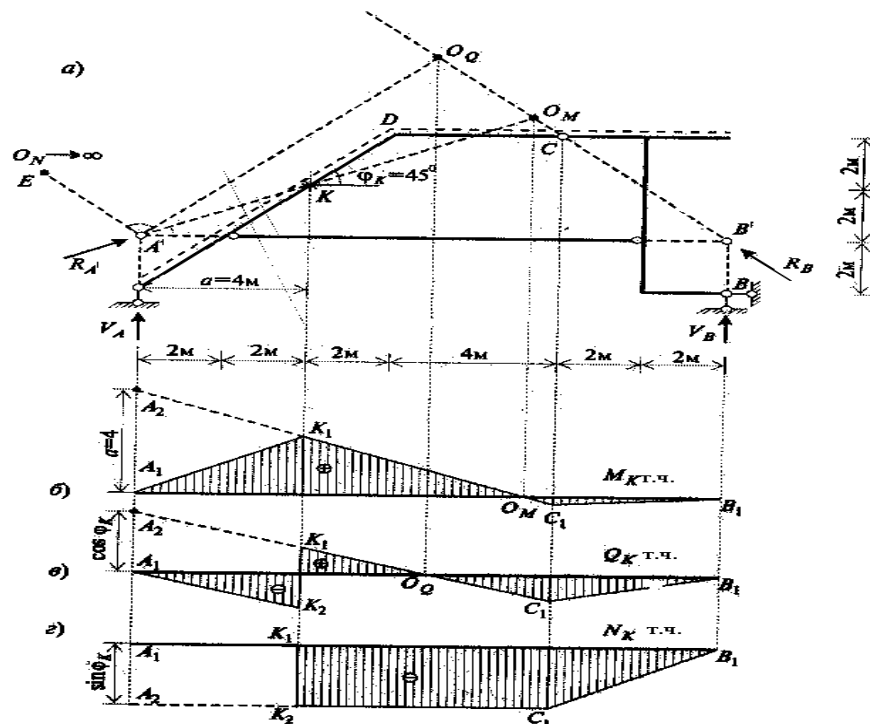 а)
O_Q
O_M
D
C
O_N → ∞
E
K
φ_K = 45°
2м
2м
2м
A'
B'
R_A'
R_B
a=4м
B
V_A
V_B
2м 2м 2м 4м 2м 2м
A_2
K_1
a=4
A_1
⊕
M_K т.ч.
б)
O_M
C_1
B_1
A_2
cos φ_K
K_1
A_1
⊕
Q_K т.ч.
в)
⊖
O_Q
B_1
K_2
C_1
K_1
N_K т.ч.
г)
A_1
B_1
sin φ_K
⊖
A_2
K_2
C_1